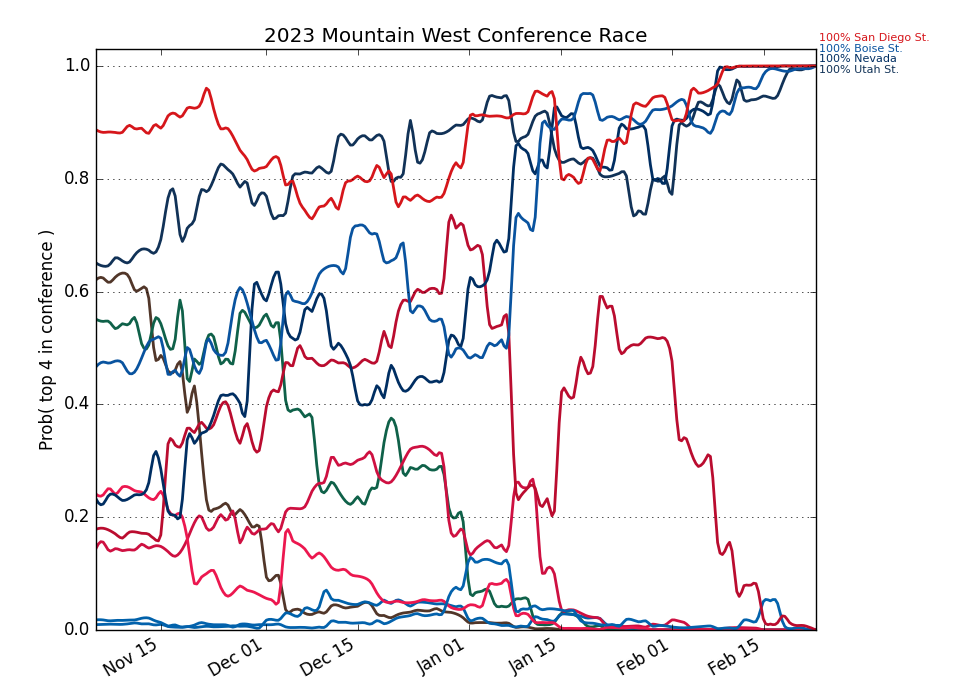 2023 Mountain West Conference Race
100% San Diego St.
100% Boise St.
100% Nevada
100% Utah St.
Prob( top 4 in conference )
1.0
0.8
0.6
0.4
0.2
0.0
Nov 15
Dec 01
Dec 15
Jan 01
Jan 15
Feb 01
Feb 15